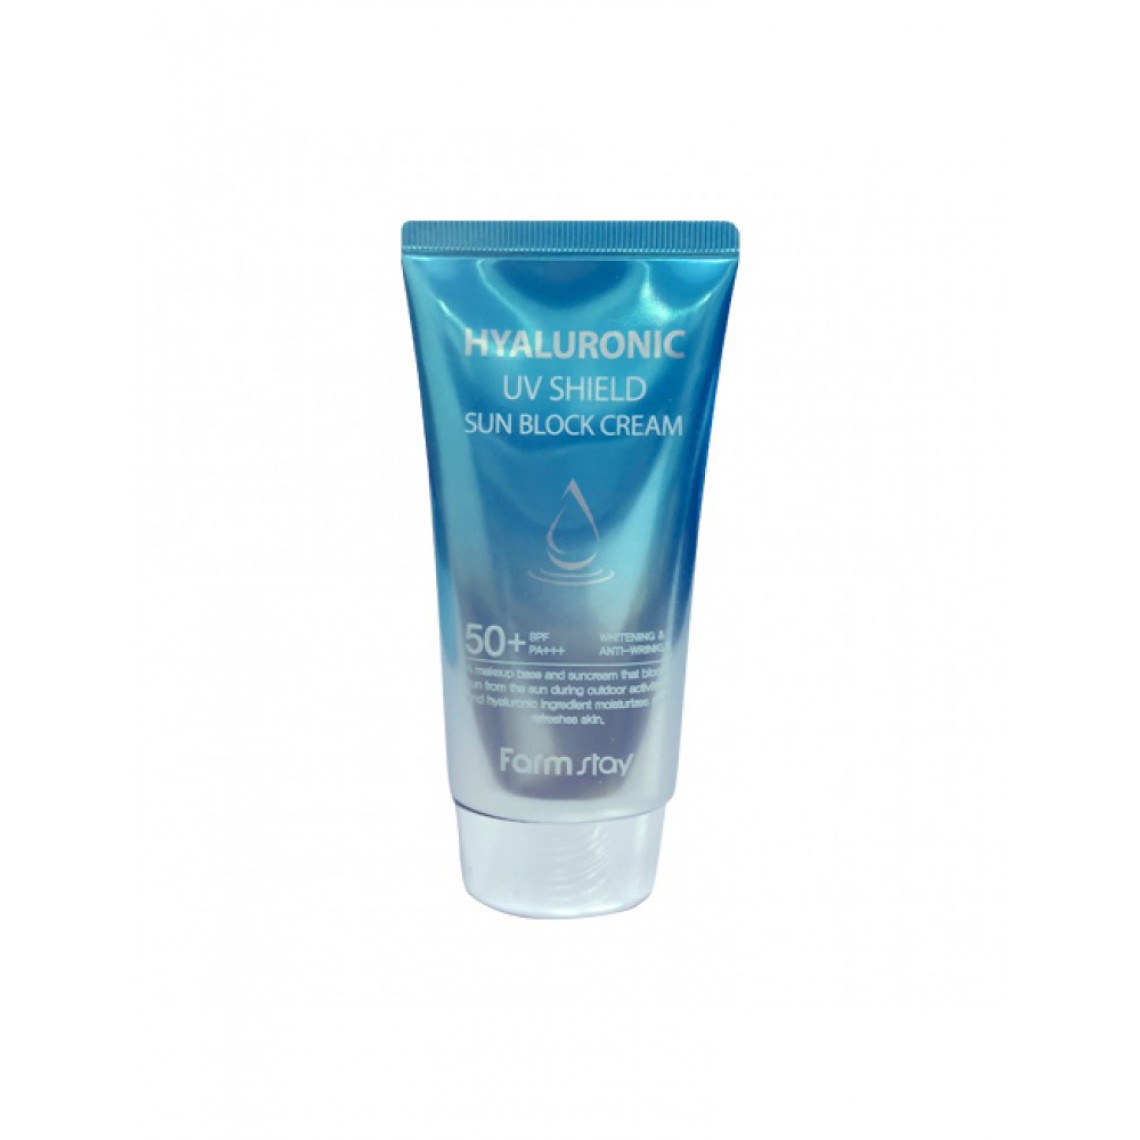 HYALURONIC
UV SHIELD
SUN BLOCK CREAM
50+ SPF WHITENING &
PA+++
makeup base and suncream that
from the sun during outdoor
hyaluronic ingredient moisturizes
refreshes skin.
Farm stay